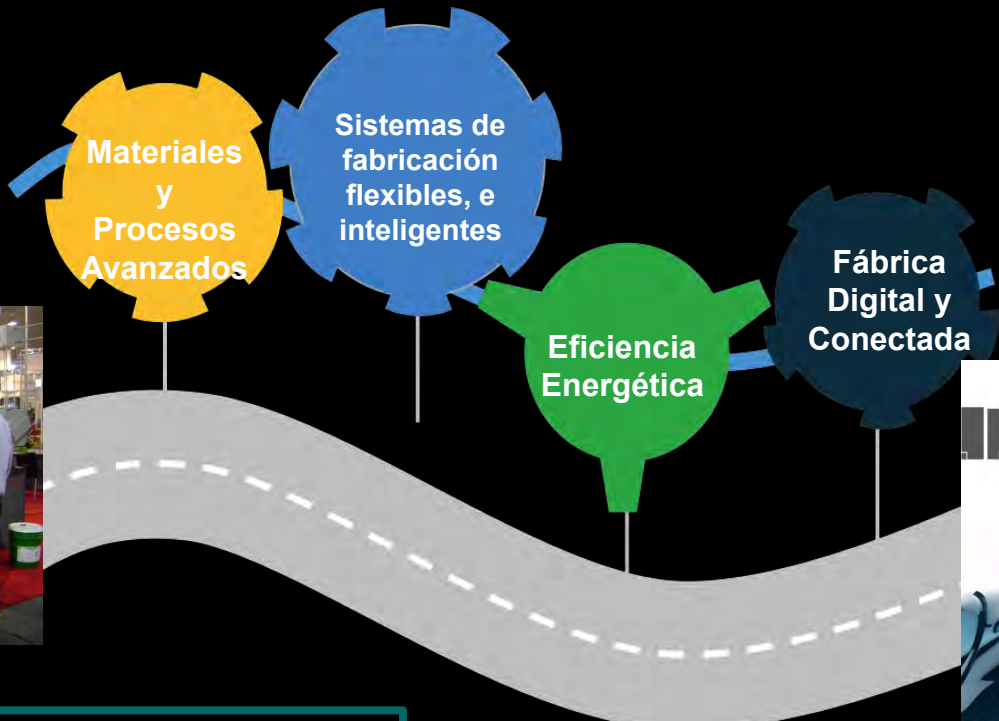 Materiales
y
Procesos
Avanzados
Sistemas de
fabricación
flexibles, e
inteligentes
Eficiencia
Energética
Fábrica
Digital y
Conectada